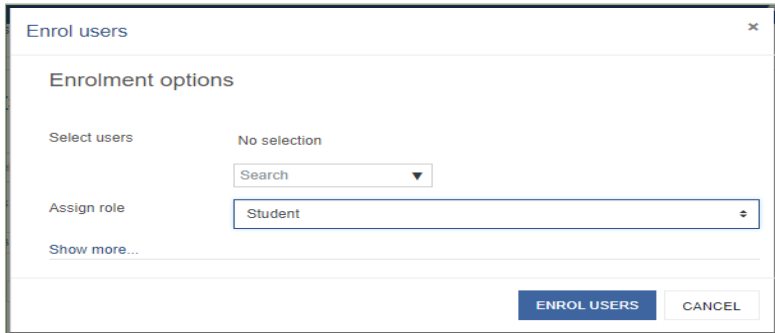 Enrol users ×
Enrolment options
Select users No selection
Search
Assign role Student
Show more...
ENROL USERS CANCEL